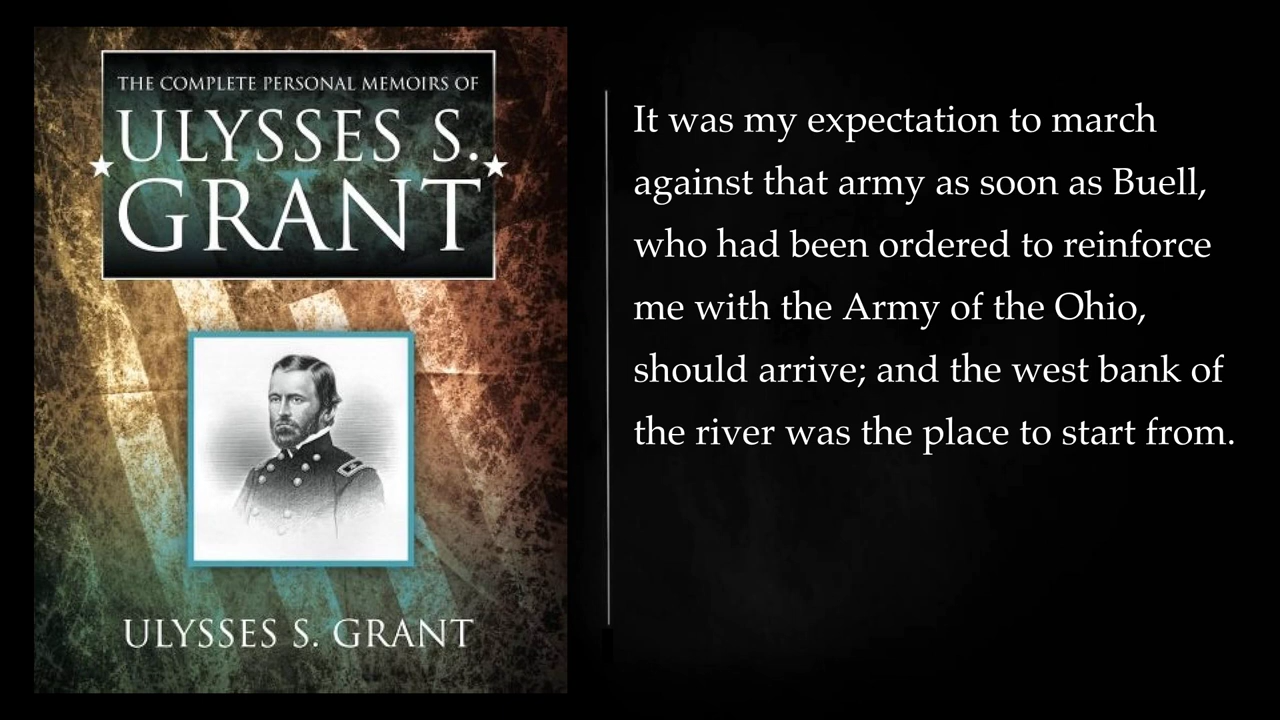 THE COMPLETE PERSONAL MEMOIRS OF
ULYSSES S.
GRANT
ULYSSES S. GRANT
It was my expectation to march
against that army as soon as Buell,
who had been ordered to reinforce
me with the Army of the Ohio,
should arrive; and the west bank of
the river was the place to start from.